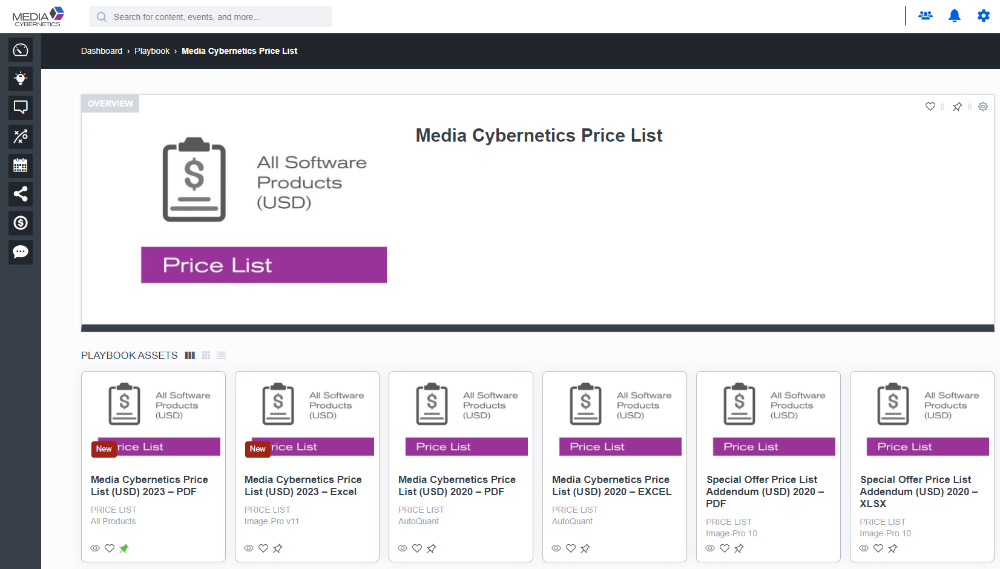 MEDIA
CYBERNETICS
Search for content, events, and more...
Dashboard › Playbook › Media Cybernetics Price List
OVERVIEW
0 0
Media Cybernetics Price List
All Software
Products
(USD)
Price List
PLAYBOOK ASSETS
All Software
Products
(USD)
New
rice List
Media Cybernetics Price
List (USD) 2023 – PDF
PRICE LIST
All Products
All Software
Products
(USD)
New
rice List
Media Cybernetics Price
List (USD) 2023 – Excel
PRICE LIST
Image-Pro v11
All Software
Products
(USD)
Price List
Media Cybernetics Price
List (USD) 2020 – PDF
PRICE LIST
AutoQuant
All Software
Products
(USD)
Price List
Media Cybernetics Price
List (USD) 2020 – EXCEL
PRICE LIST
AutoQuant
All Software
Products
(USD)
Price List
Special Offer Price List
Addendum (USD) 2020 –
PDF
PRICE LIST
Image-Pro 10
All Software
Products
(USD)
Price List
Special Offer Price List
Addendum (USD) 2020 –
XLSX
PRICE LIST
Image-Pro 10